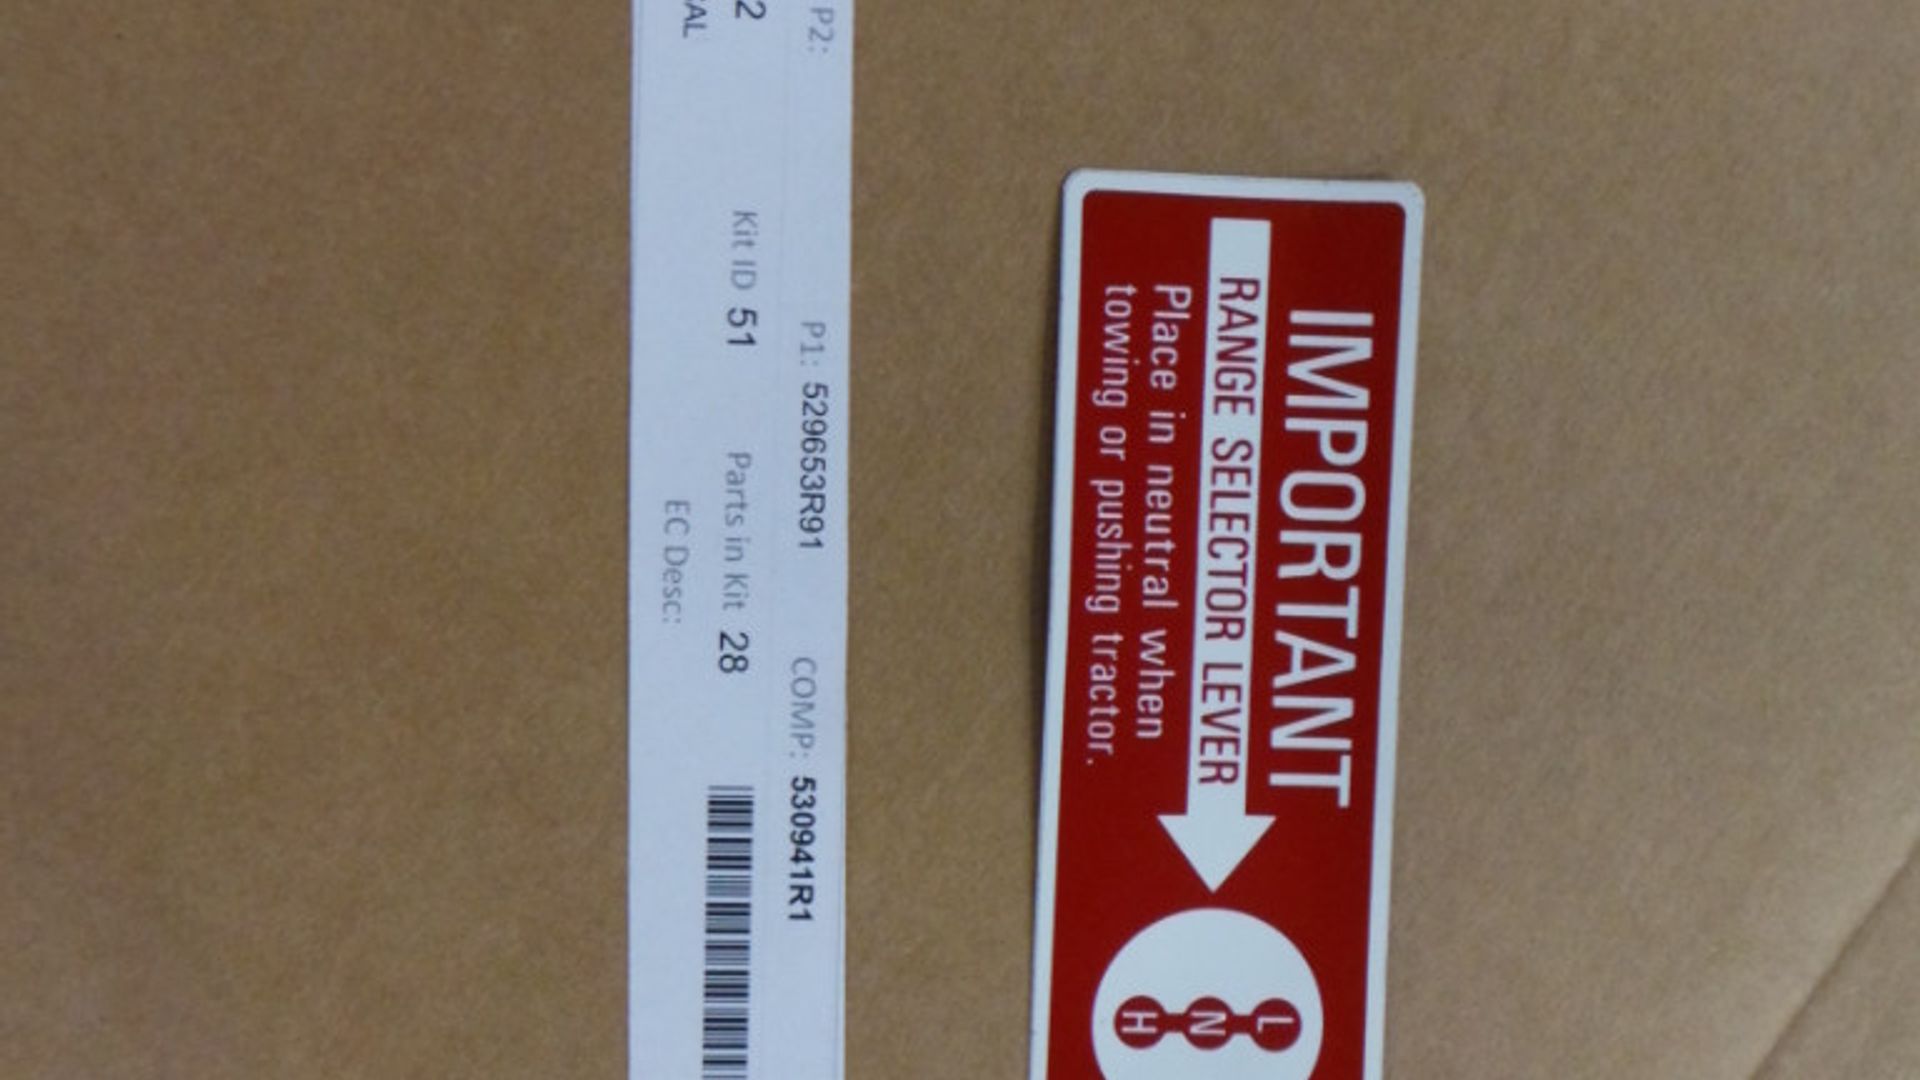 P2:
P1: 529653R91
COMP: 530941R1
2
Kit ID 51
Parts in Kit 28
EC Desc:
IMPORTANT
RANGE SELECTOR LEVER
Place in neutral when
towing or pushing tractor.
L
N
H